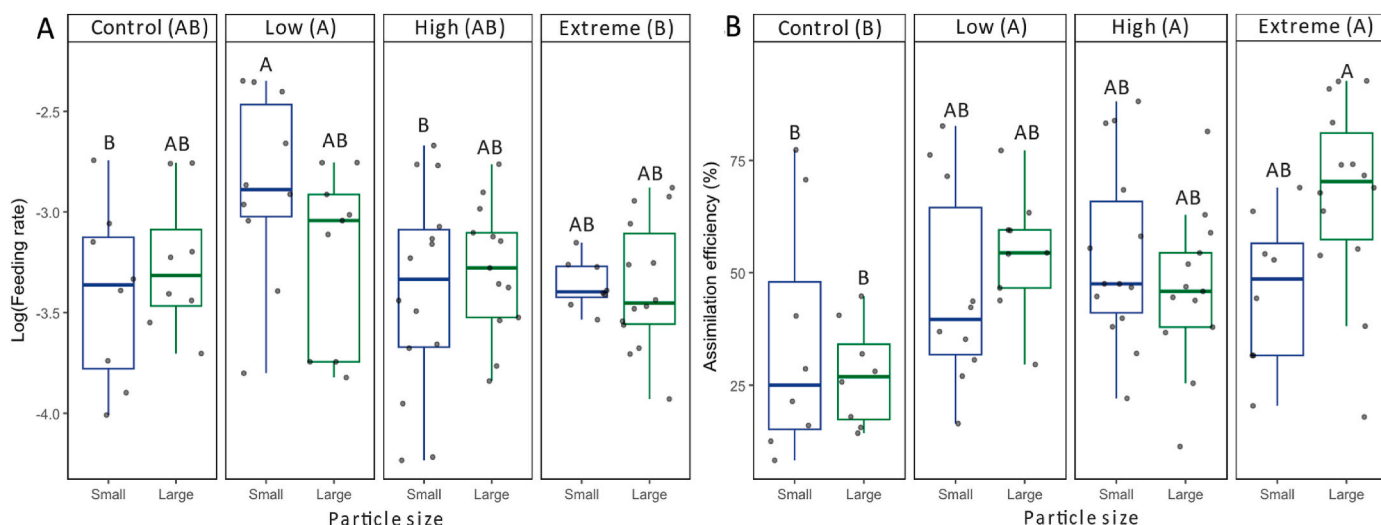 A
Control (AB)
Low (A)
High (AB)
Extreme (B)
Log(Feeding rate)
-2.5
-3.0
-3.5
-4.0
B
AB
A
AB
B
AB
AB
AB
Small
Large
Small
Large
Small
Large
Small
Large
Particle size
B
Control (B)
Low (A)
High (A)
Extreme (A)
Assimilation efficiency (%)
75
50
25
B
B
AB
AB
AB
AB
AB
A
Small
Large
Small
Large
Small
Large
Small
Large
Particle size